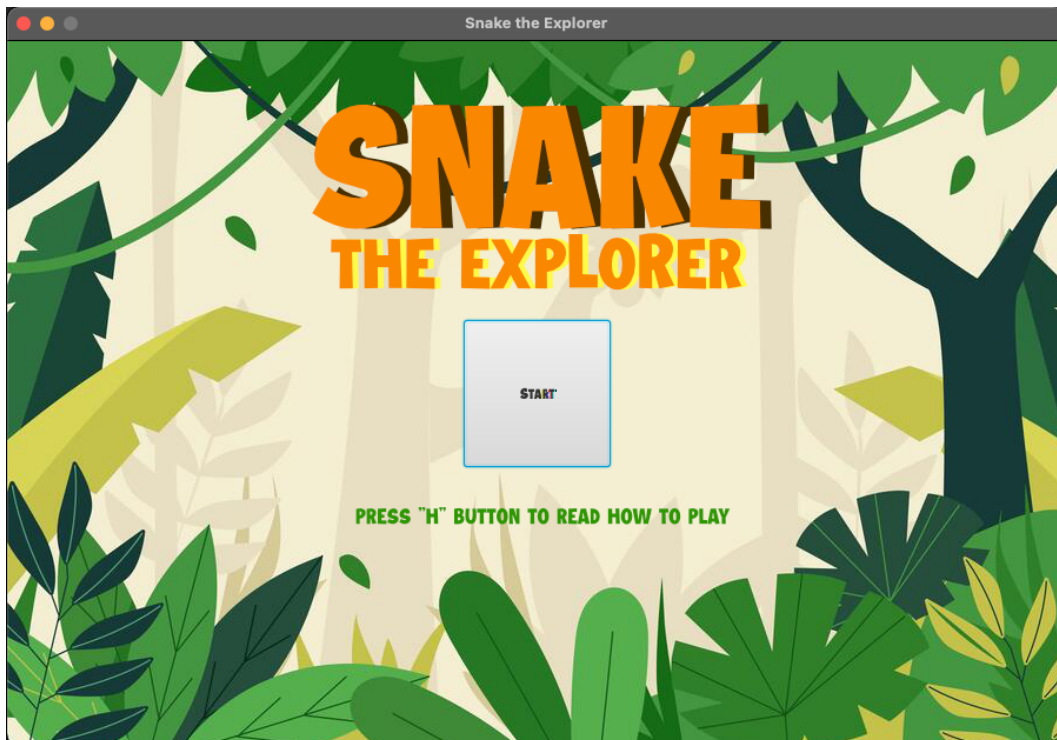 Snake the Explorer
SNAKE
THE EXPLORER
START
PRESS "H" BUTTON TO READ HOW TO PLAY